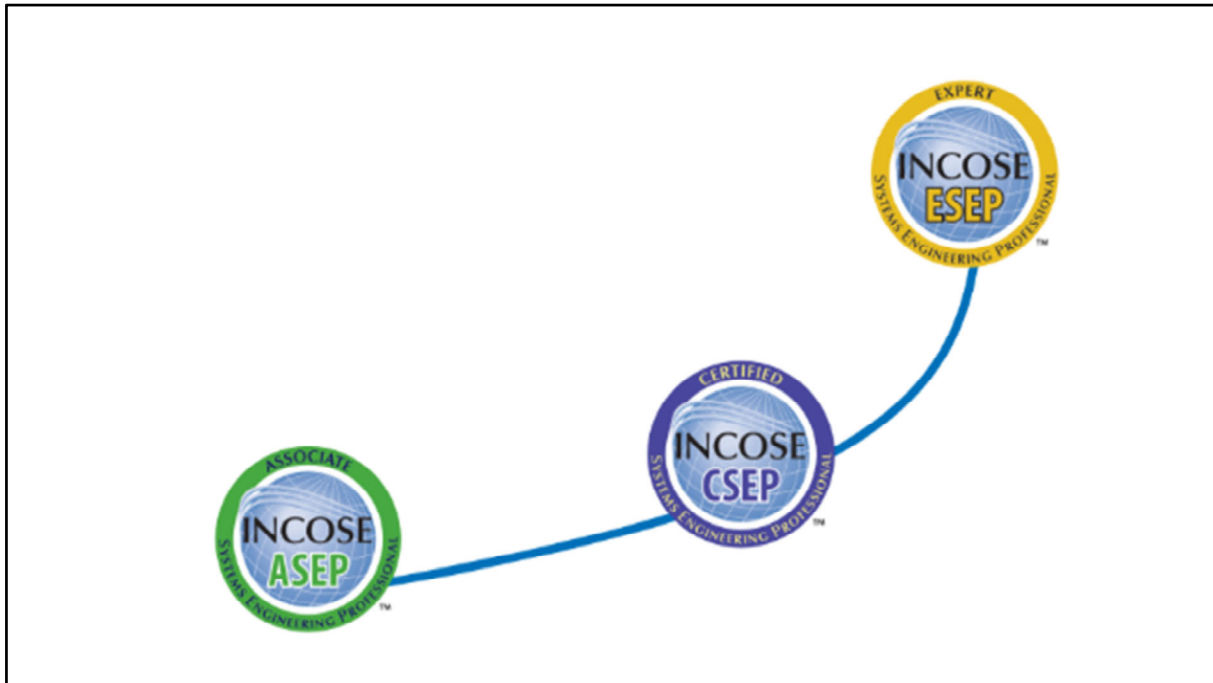 EXPERT
INCOSE
ESEP
SYSTEMS ENGINEERING PROFESSIONAL
TM
CERTIFIED
INCOSE
CSEP
SYSTEMS ENGINEERING PROFESSIONAL
TM
ASSOCIATE
INCOSE
ASEP
SYSTEMS ENGINEERING PROFESSIONAL
TM